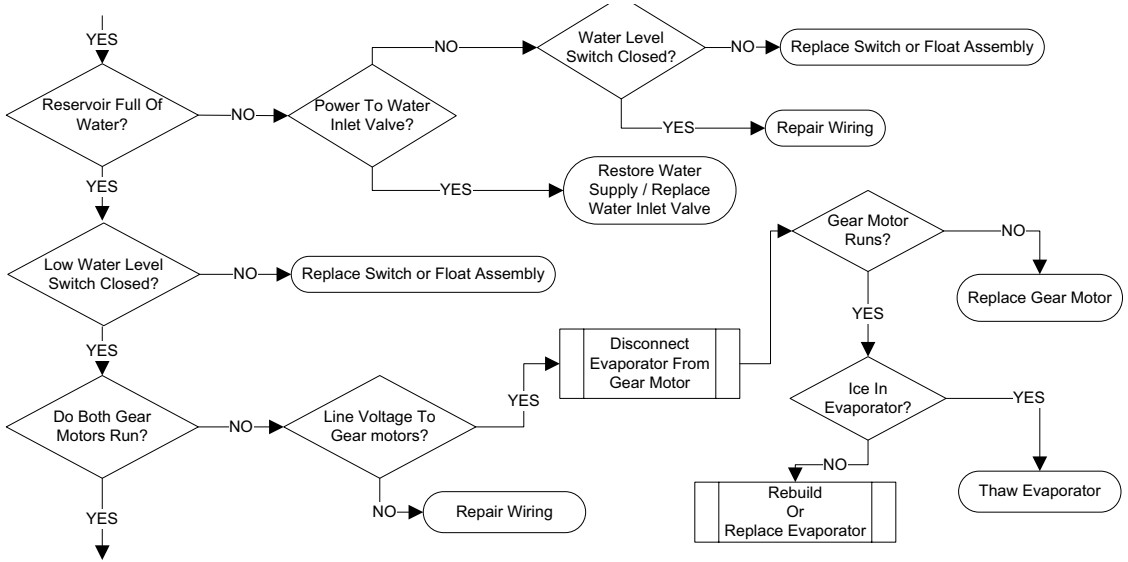 YES
Reservoir Full Of
Water?
NO
Power To Water
Inlet Valve?
NO
Water Level
Switch Closed?
NO
Replace Switch or Float Assembly
YES
Repair Wiring
YES
Restore Water
Supply / Replace
Water Inlet Valve
YES
Low Water Level
Switch Closed?
NO
Replace Switch or Float Assembly
YES
Do Both Gear
Motors Run?
NO
Line Voltage To
Gear motors?
NO
Repair Wiring
YES
Disconnect
Evaporator From
Gear Motor
Gear Motor
Runs?
NO
Replace Gear Motor
YES
Ice In
Evaporator?
YES
Thaw Evaporator
NO
Rebuild
Or
Replace Evaporator
YES